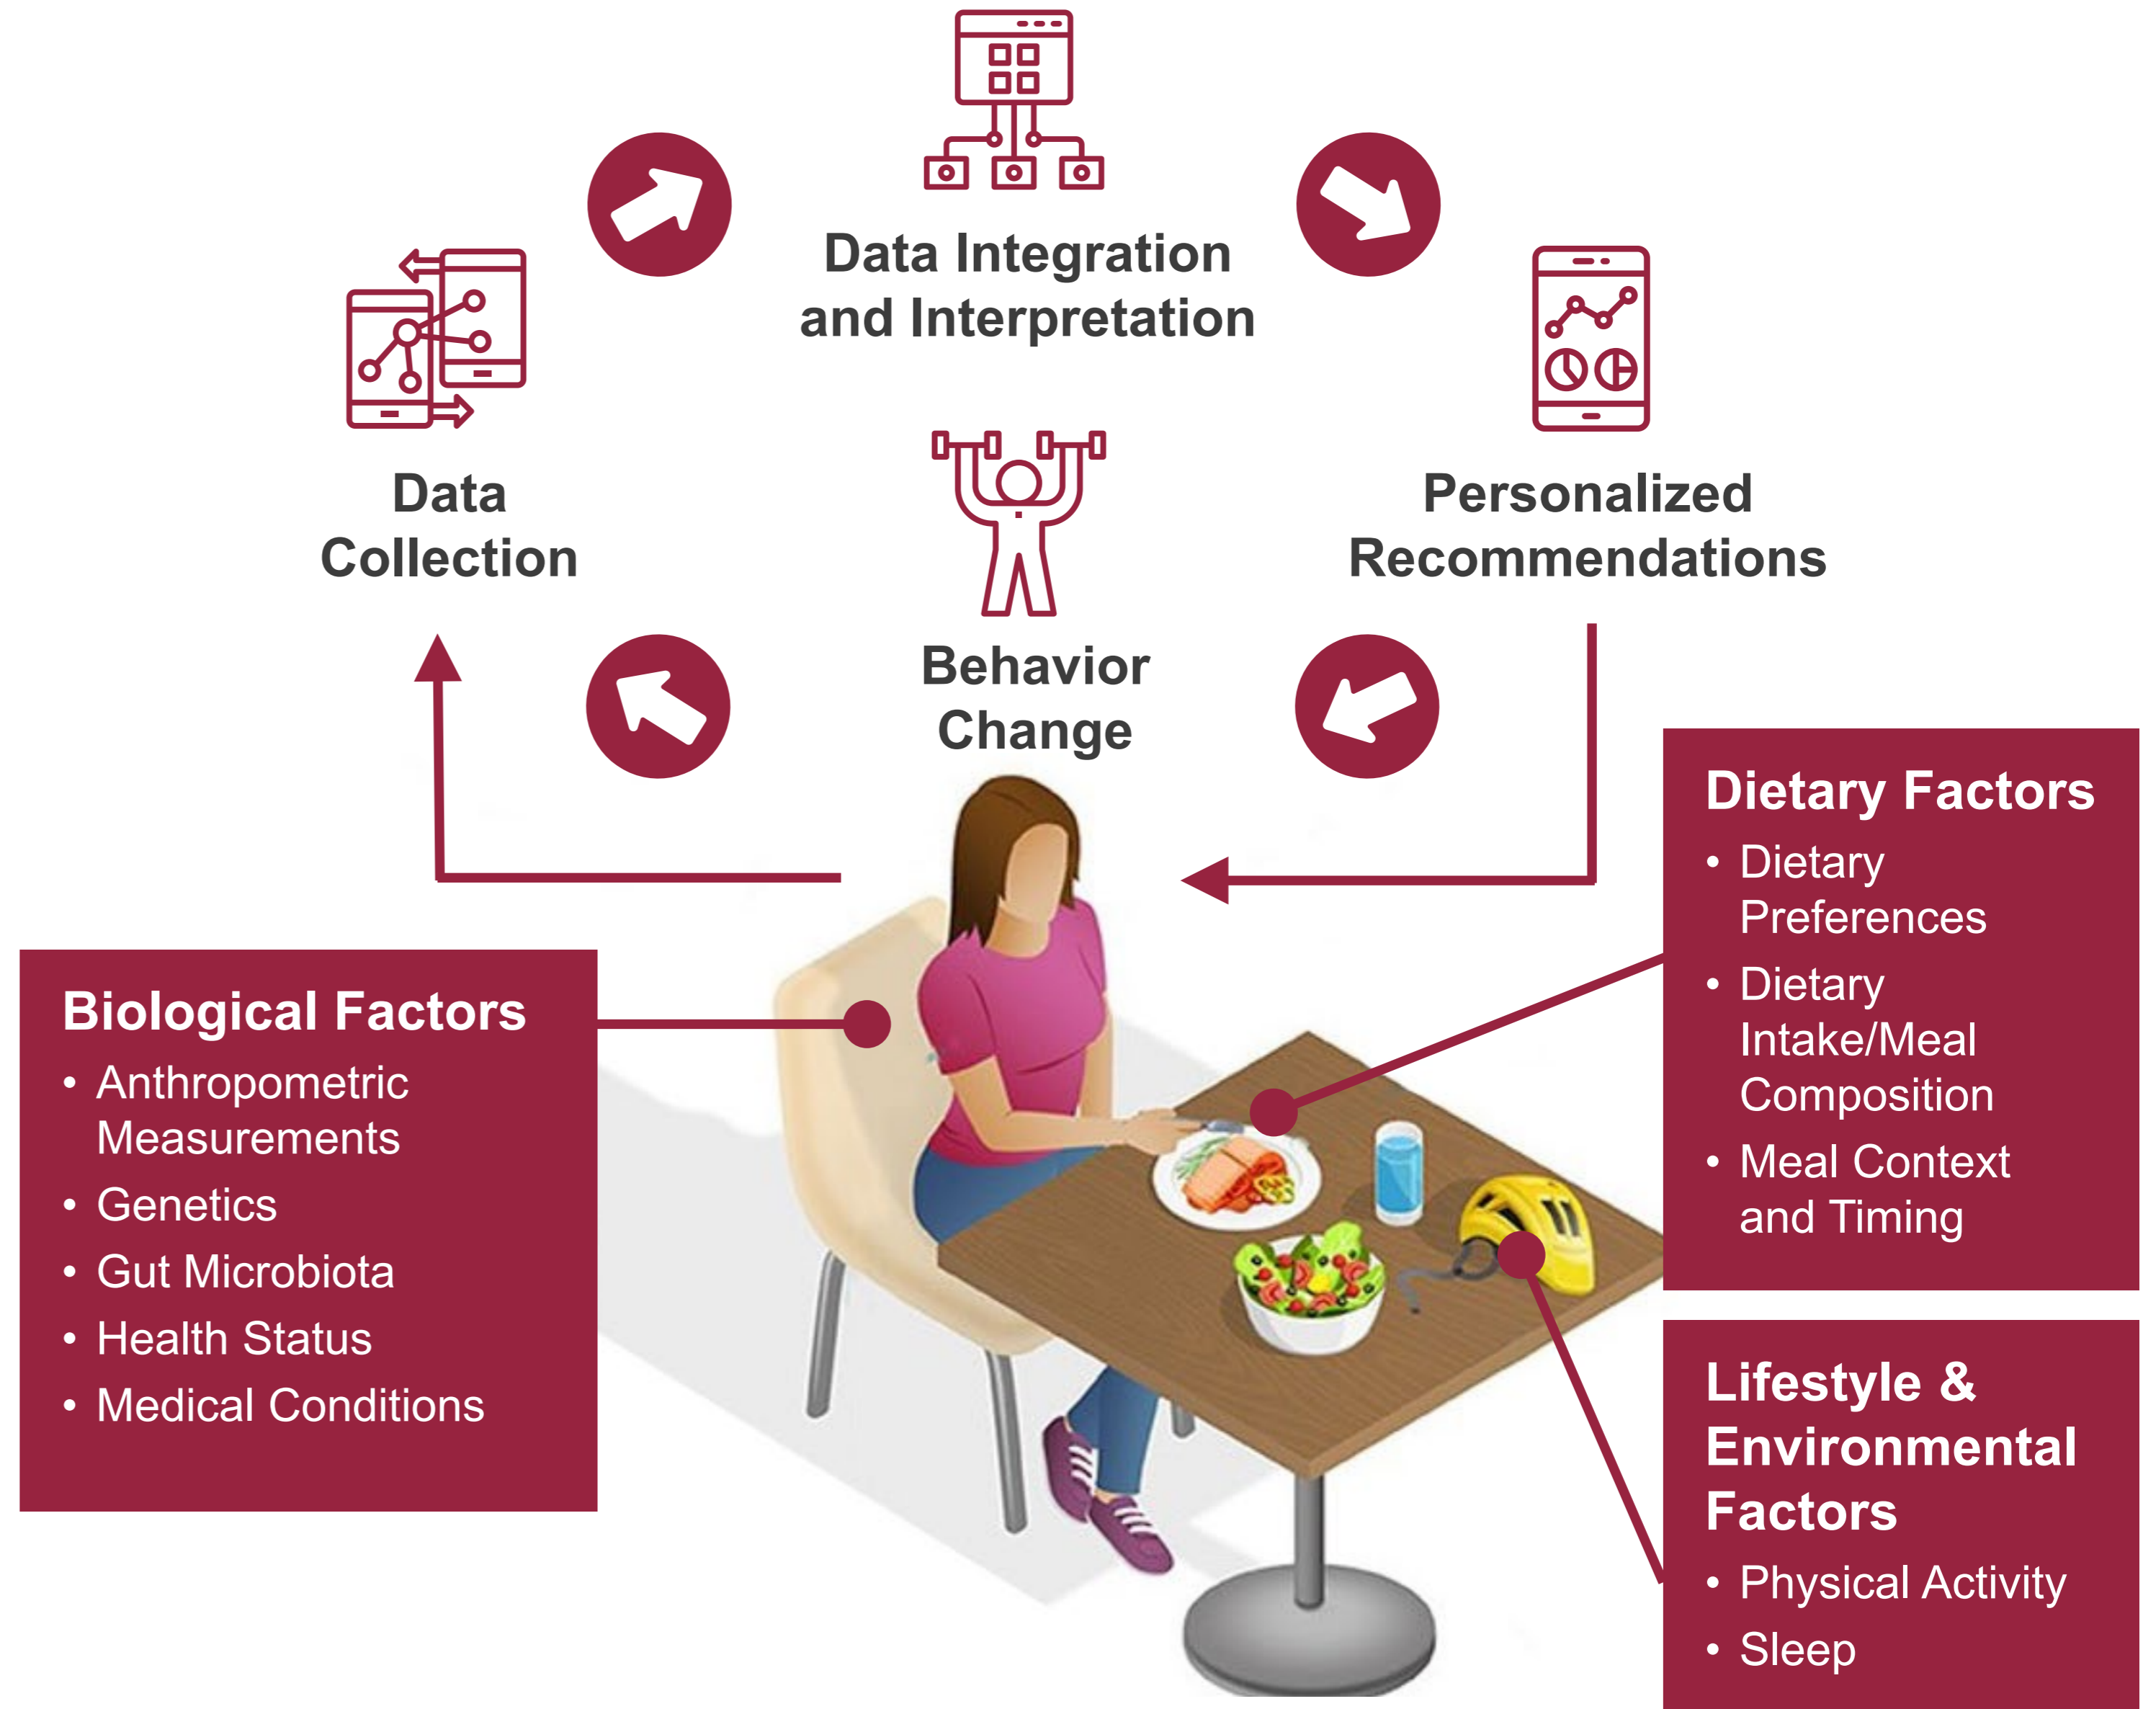 Data Integration
and Interpretation
Data
Collection
Personalized
Recommendations
Behavior
Change
Dietary Factors
• Dietary
Preferences
• Dietary
Intake/Meal
Composition
• Meal Context
and Timing
Biological Factors
• Anthropometric
Measurements
• Genetics
• Gut Microbiota
• Health Status
• Medical Conditions
Lifestyle &
Environmental
Factors
• Physical Activity
• Sleep